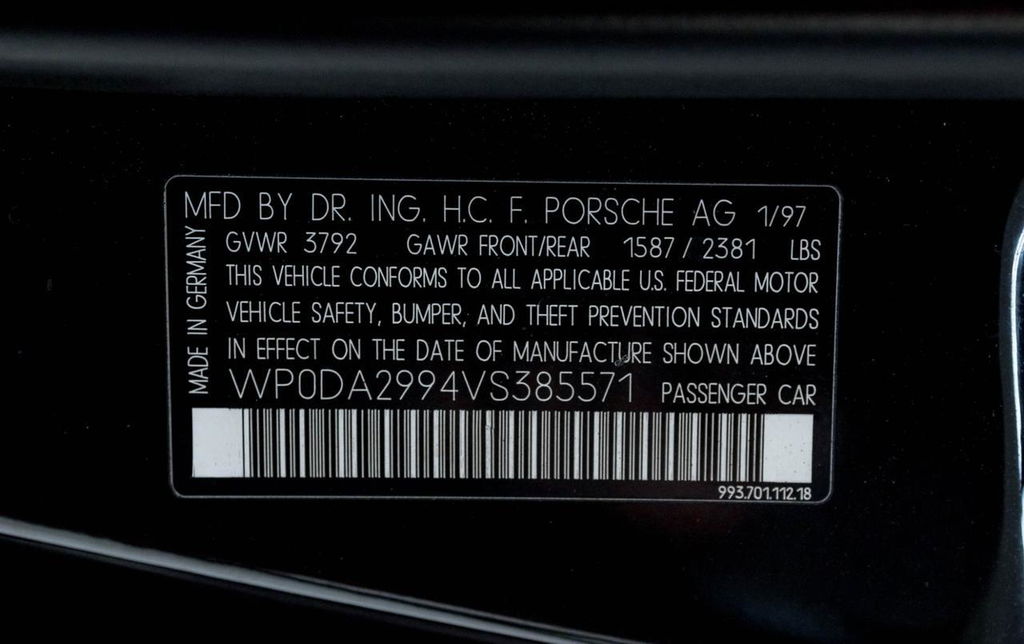 MFD BY DR. ING. H.C. F. PORSCHE AG 1/97
GVWR 3792 GAWR FRONT/REAR 1587 / 2381 LBS
THIS VEHICLE CONFORMS TO ALL APPLICABLE U.S. FEDERAL MOTOR
VEHICLE SAFETY, BUMPER, AND THEFT PREVENTION STANDARDS
IN EFFECT ON THE DATE OF MANUFACTURE SHOWN ABOVE
WP0DA2994VS385571 PASSENGER CAR
993.701.112.18
MADE IN GERMANY